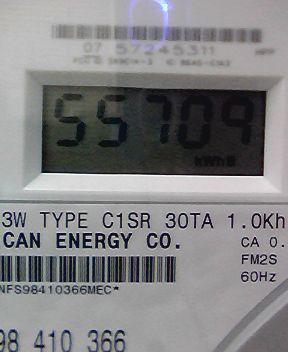 07 57245311
55709
kWhB
3W TYPE C1SR 30TA 1.0Kh
CAN ENERGY CO.
CA 0.
FM2S
60Hz
NFS98410366MEC*
98 410 366